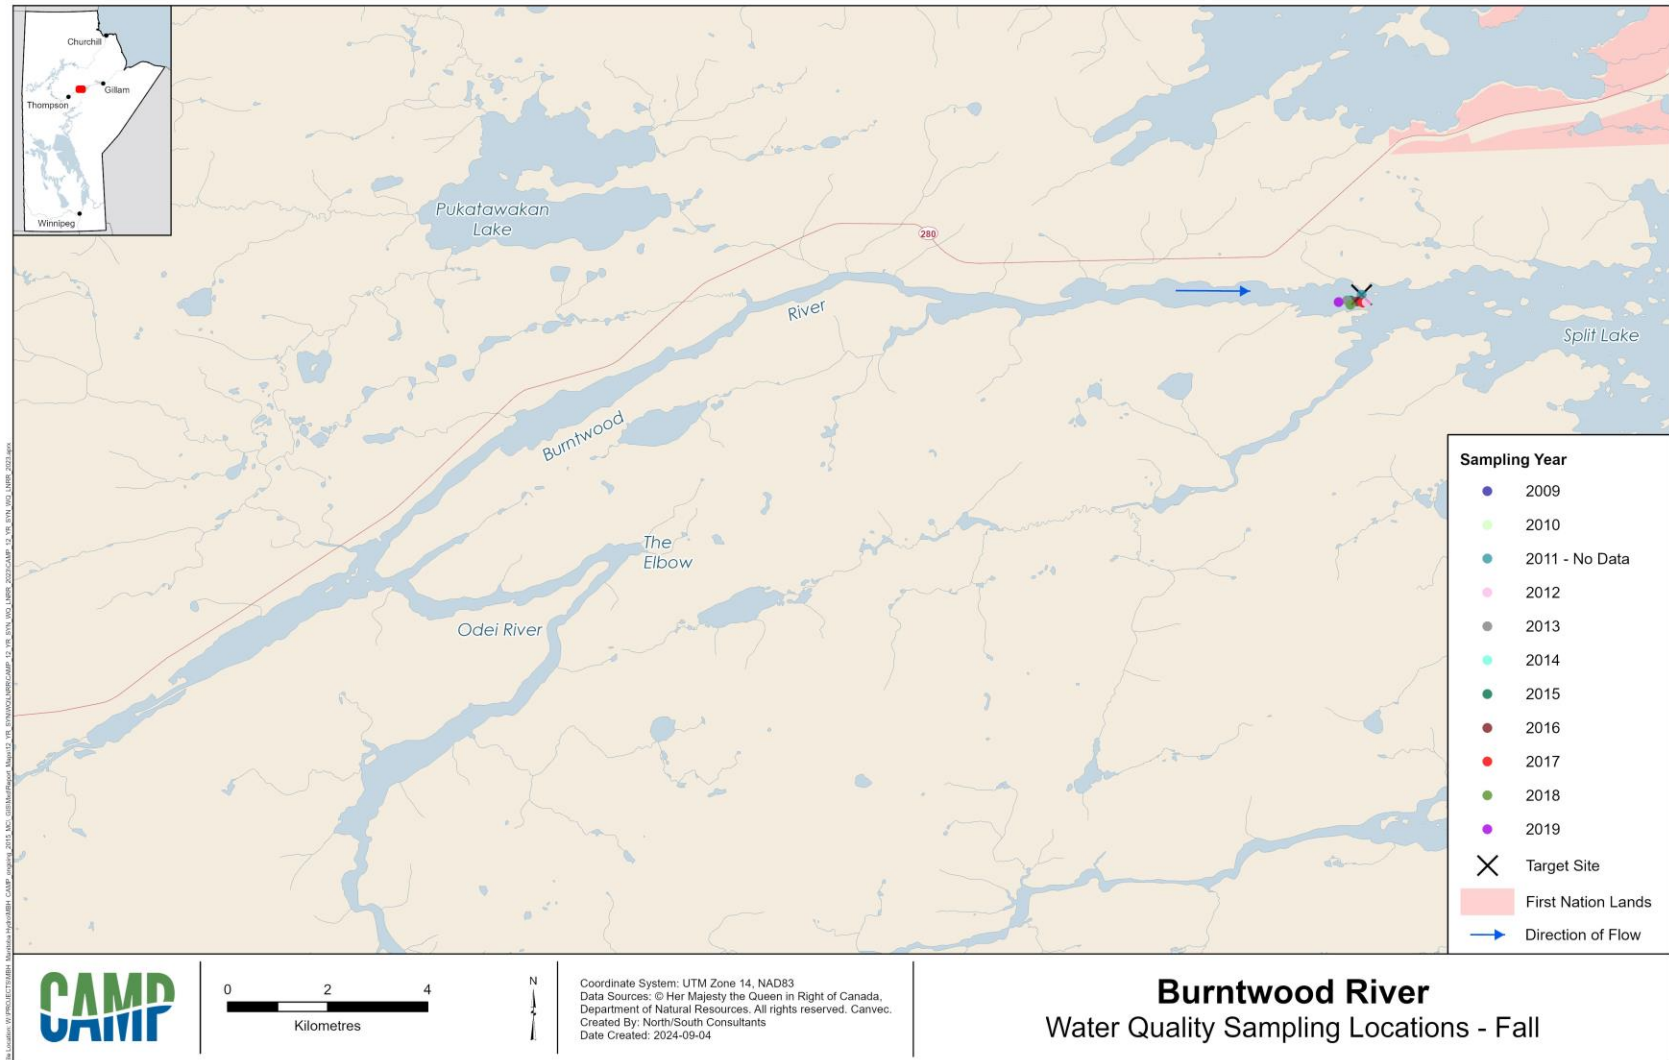 Churchill
Gillam
Thompson
Winnipeg
Pukatawakan
Lake
280
River
Split Lake
Burntwood
The
Elbow
Odei River
Sampling Year
2009
2010
2011 - No Data
2012
2013
2014
2015
2016
2017
2018
2019
Target Site
First Nation Lands
Direction of Flow
CAMP
0 2 4
Kilometres
N
Coordinate System: UTM Zone 14, NAD83
Data Sources: © Her Majesty the Queen in Right of Canada,
Department of Natural Resources. All rights reserved. Canvec.
Created By: North/South Consultants
Date Created: 2024-09-04
Burntwood River
Water Quality Sampling Locations - Fall